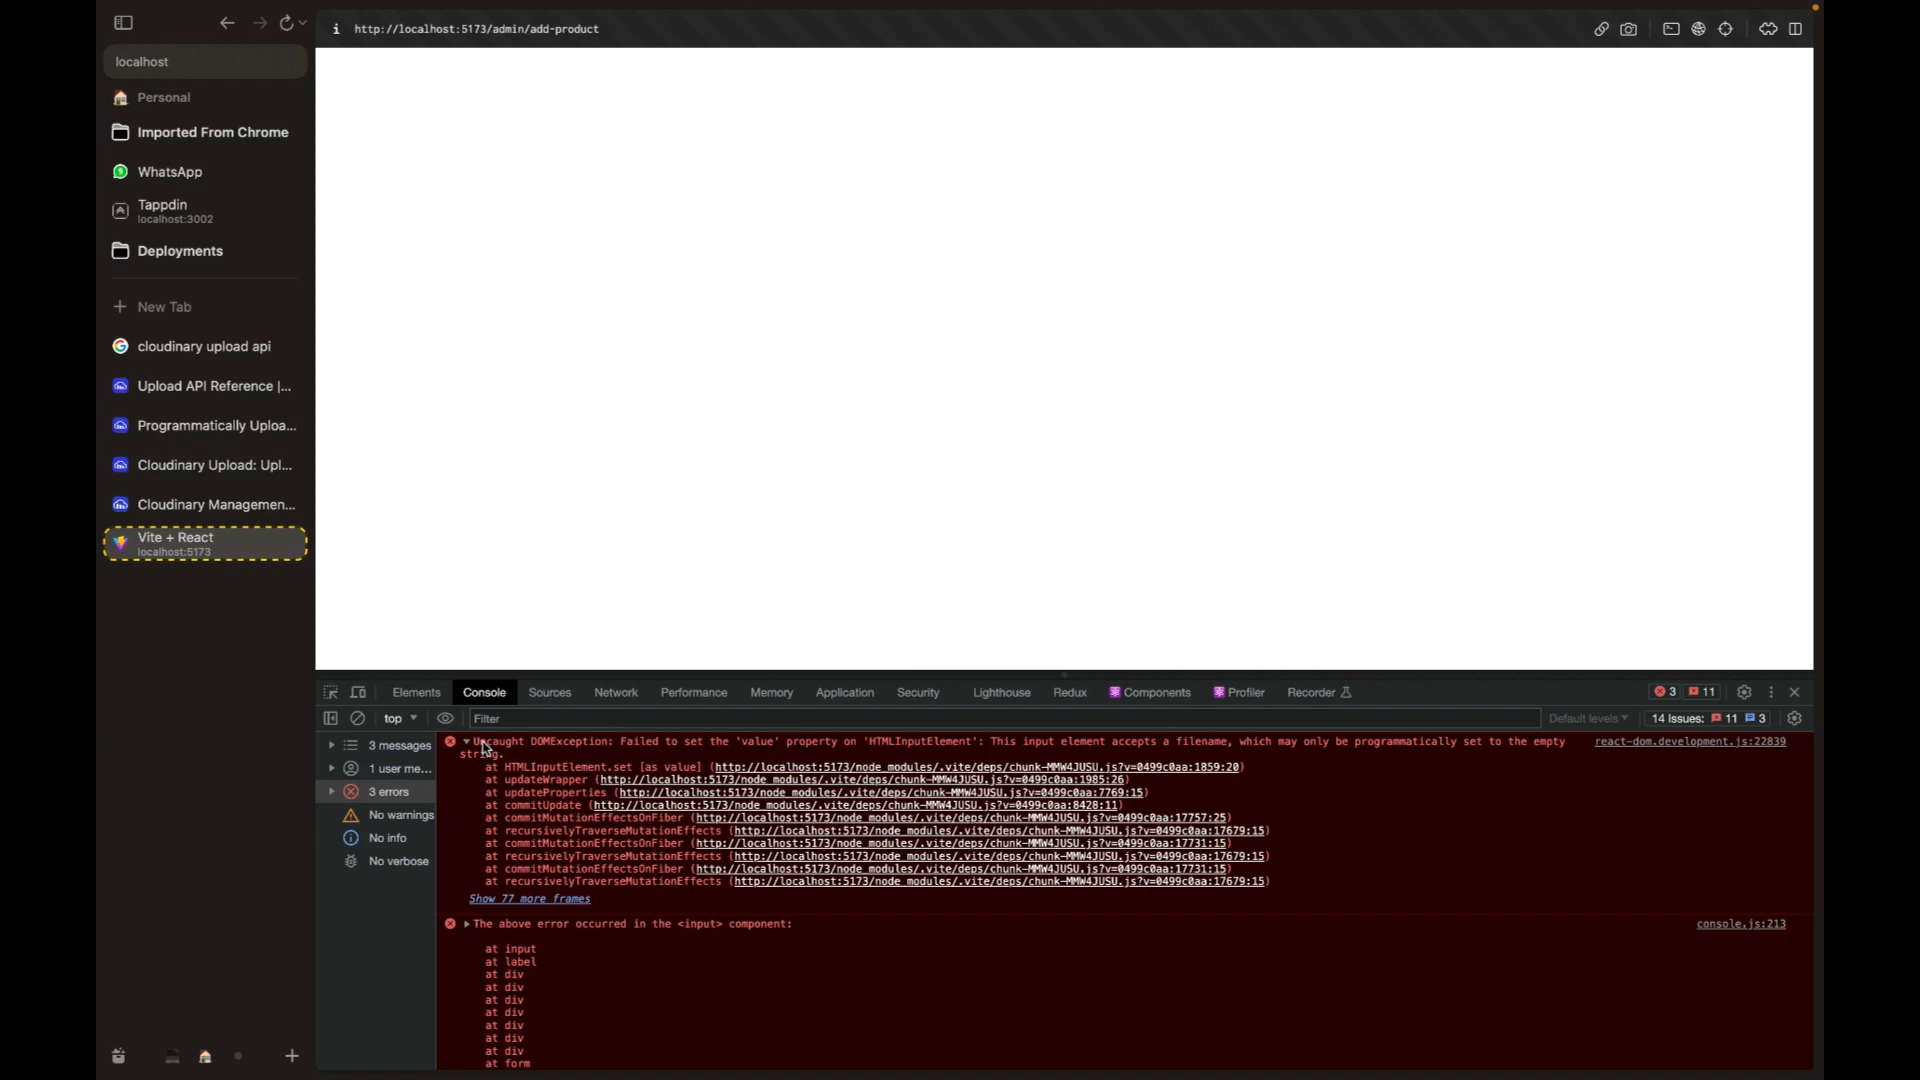 http://localhost:5173/admin/add-product
localhost
Personal
Imported From Chrome
WhatsApp
Tappdin
localhost:3002
Deployments
New Tab
cloudinary upload api
Upload API Reference |...
Programmatically Uploa...
Cloudinary Upload: Upl...
Cloudinary Managemen...
Vite + React
localhost:5173
Elements Console Sources Network Performance Memory Application Security Lighthouse Redux Components Profiler Recorder 3 11
top Filter Default levels 14 Issues: 11 3
3 messages
1 user me...
3 errors
No warnings
No info
No verbose
Uncaught DOMException: Failed to set the 'value' property on 'HTMLInputElement': This input element accepts a filename, which may only be programmatically set to the empty react-dom.development.js:22839
string.
at HTMLInputElement.set [as value] (http://localhost:5173/node_modules/.vite/deps/chunk-MMW4JUSU.js?v=0499c0aa:1859:20)
at updateWrapper (http://localhost:5173/node_modules/.vite/deps/chunk-MMW4JUSU.js?v=0499c0aa:1985:26)
at updateProperties (http://localhost:5173/node_modules/.vite/deps/chunk-MMW4JUSU.js?v=0499c0aa:7769:15)
at commitUpdate (http://localhost:5173/node_modules/.vite/deps/chunk-MMW4JUSU.js?v=0499c0aa:8428:11)
at commitMutationEffectsOnFiber (http://localhost:5173/node_modules/.vite/deps/chunk-MMW4JUSU.js?v=0499c0aa:17757:25)
at recursivelyTraverseMutationEffects (http://localhost:5173/node_modules/.vite/deps/chunk-MMW4JUSU.js?v=0499c0aa:17679:15)
at commitMutationEffectsOnFiber (http://localhost:5173/node_modules/.vite/deps/chunk-MMW4JUSU.js?v=0499c0aa:17731:15)
at recursivelyTraverseMutationEffects (http://localhost:5173/node_modules/.vite/deps/chunk-MMW4JUSU.js?v=0499c0aa:17679:15)
at commitMutationEffectsOnFiber (http://localhost:5173/node_modules/.vite/deps/chunk-MMW4JUSU.js?v=0499c0aa:17731:15)
at recursivelyTraverseMutationEffects (http://localhost:5173/node_modules/.vite/deps/chunk-MMW4JUSU.js?v=0499c0aa:17679:15)
Show 77 more frames
The above error occurred in the <input> component: console.js:213
at input
at label
at div
at div
at div
at div
at div
at div
at div
at form